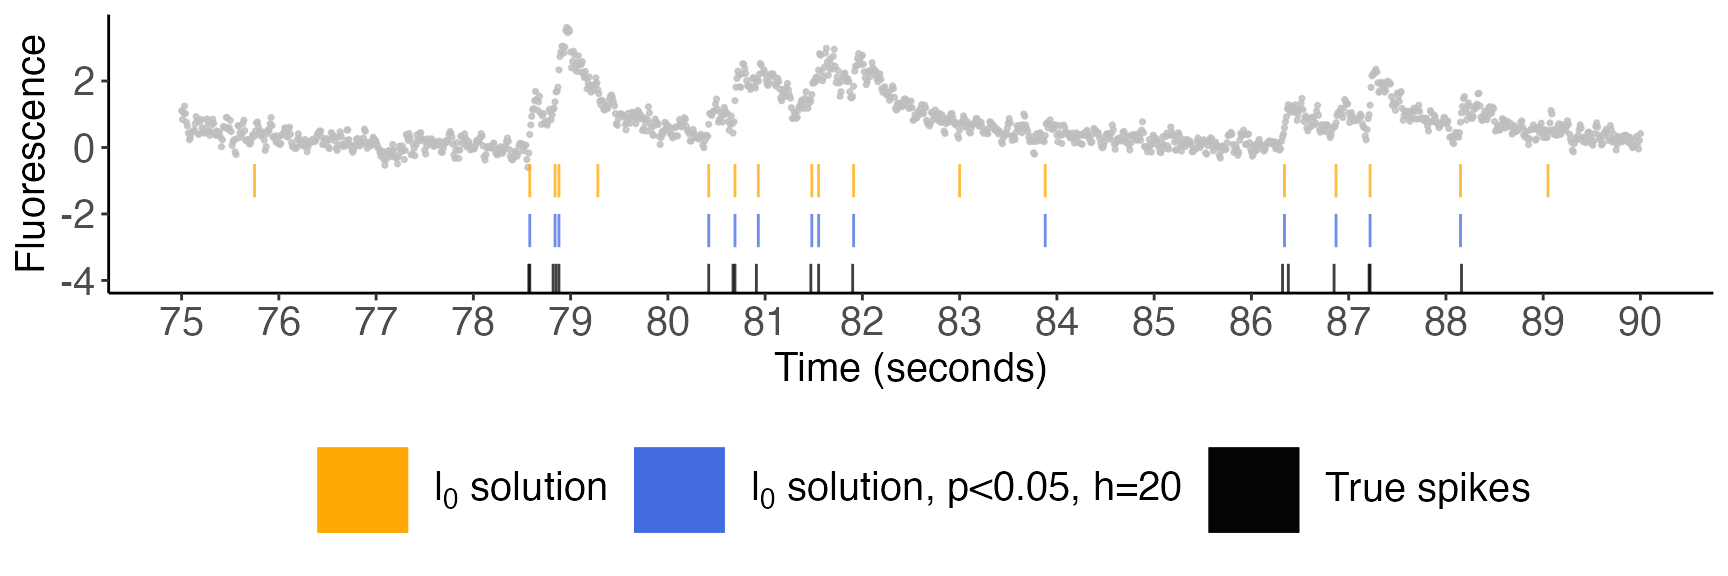 Fluorescence
2
0
-2
-4
75 76 77 78 79 80 81 82 83 84 85 86 87 88 89 90
Time (seconds)
l₀ solution
l₀ solution, p<0.05, h=20
True spikes